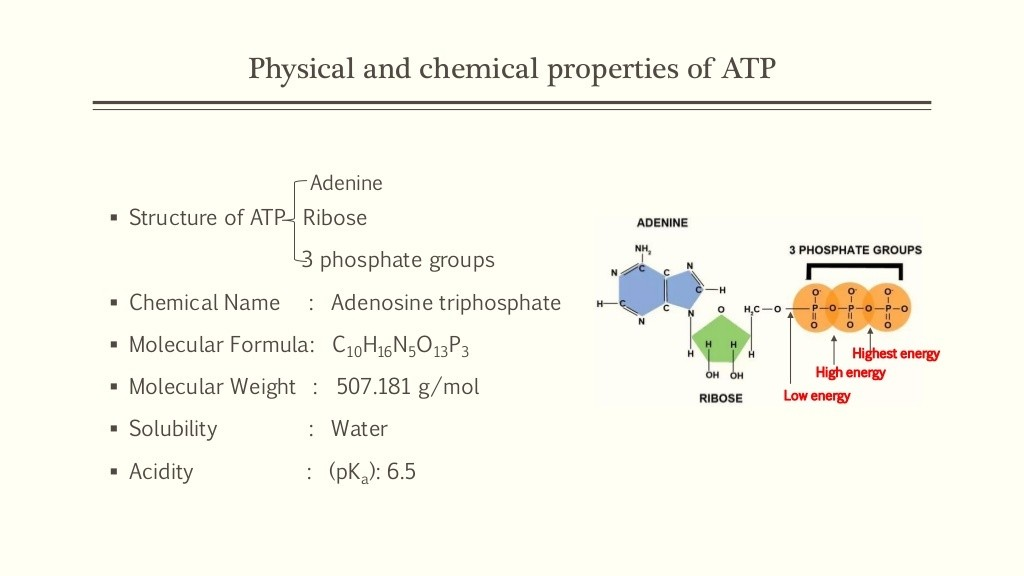 Physical and chemical properties of ATP
Adenine
▪ Structure of ATP Ribose
3 phosphate groups
▪ Chemical Name : Adenosine triphosphate
▪ Molecular Formula: C₁₀H₁₆N₅O₁₃P₃
▪ Molecular Weight : 507.181 g/mol
▪ Solubility : Water
▪ Acidity : (pKₐ): 6.5
ADENINE
NH₂
N C C N
H C C H
C N
N
3 PHOSPHATE GROUPS
O⁻ O⁻ O⁻
O H₂C O P O P O P O
O O O
H H H H
OH OH
RIBOSE
Highest energy
High energy
Low energy